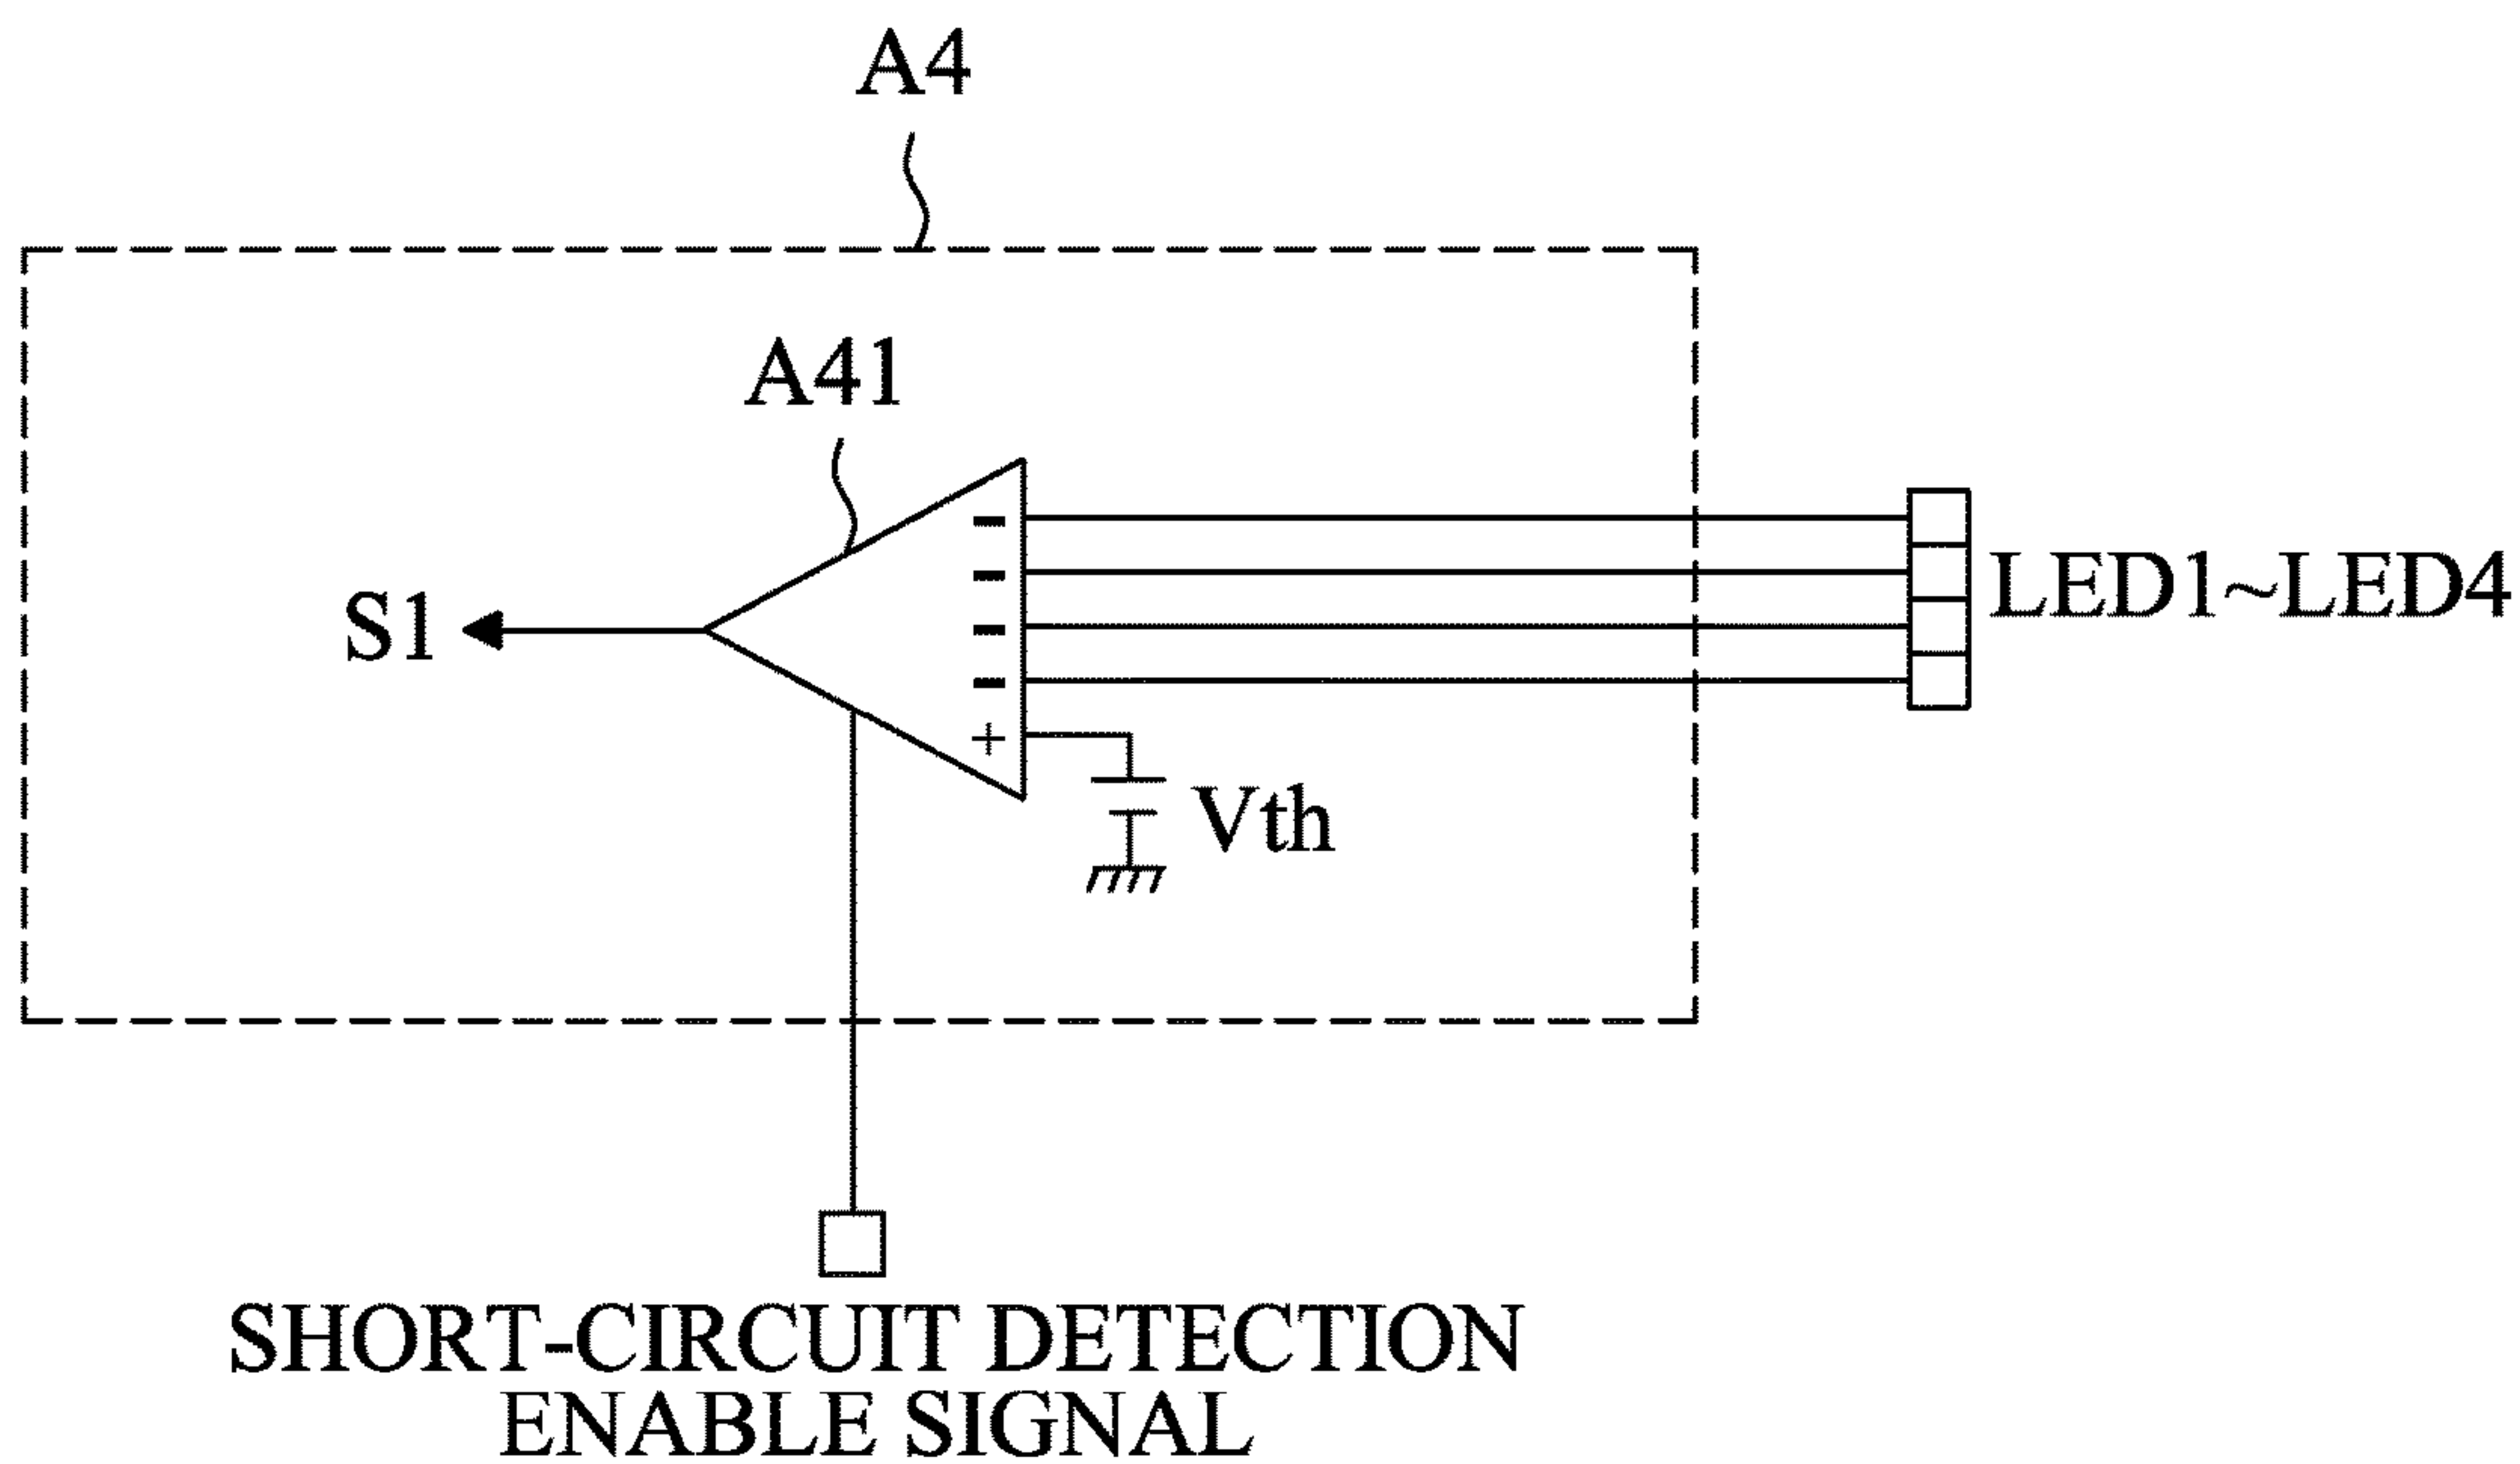 A4
A41
S1
LED1~LED4
-
-
-
-
+
Vth
SHORT-CIRCUIT DETECTION
ENABLE SIGNAL